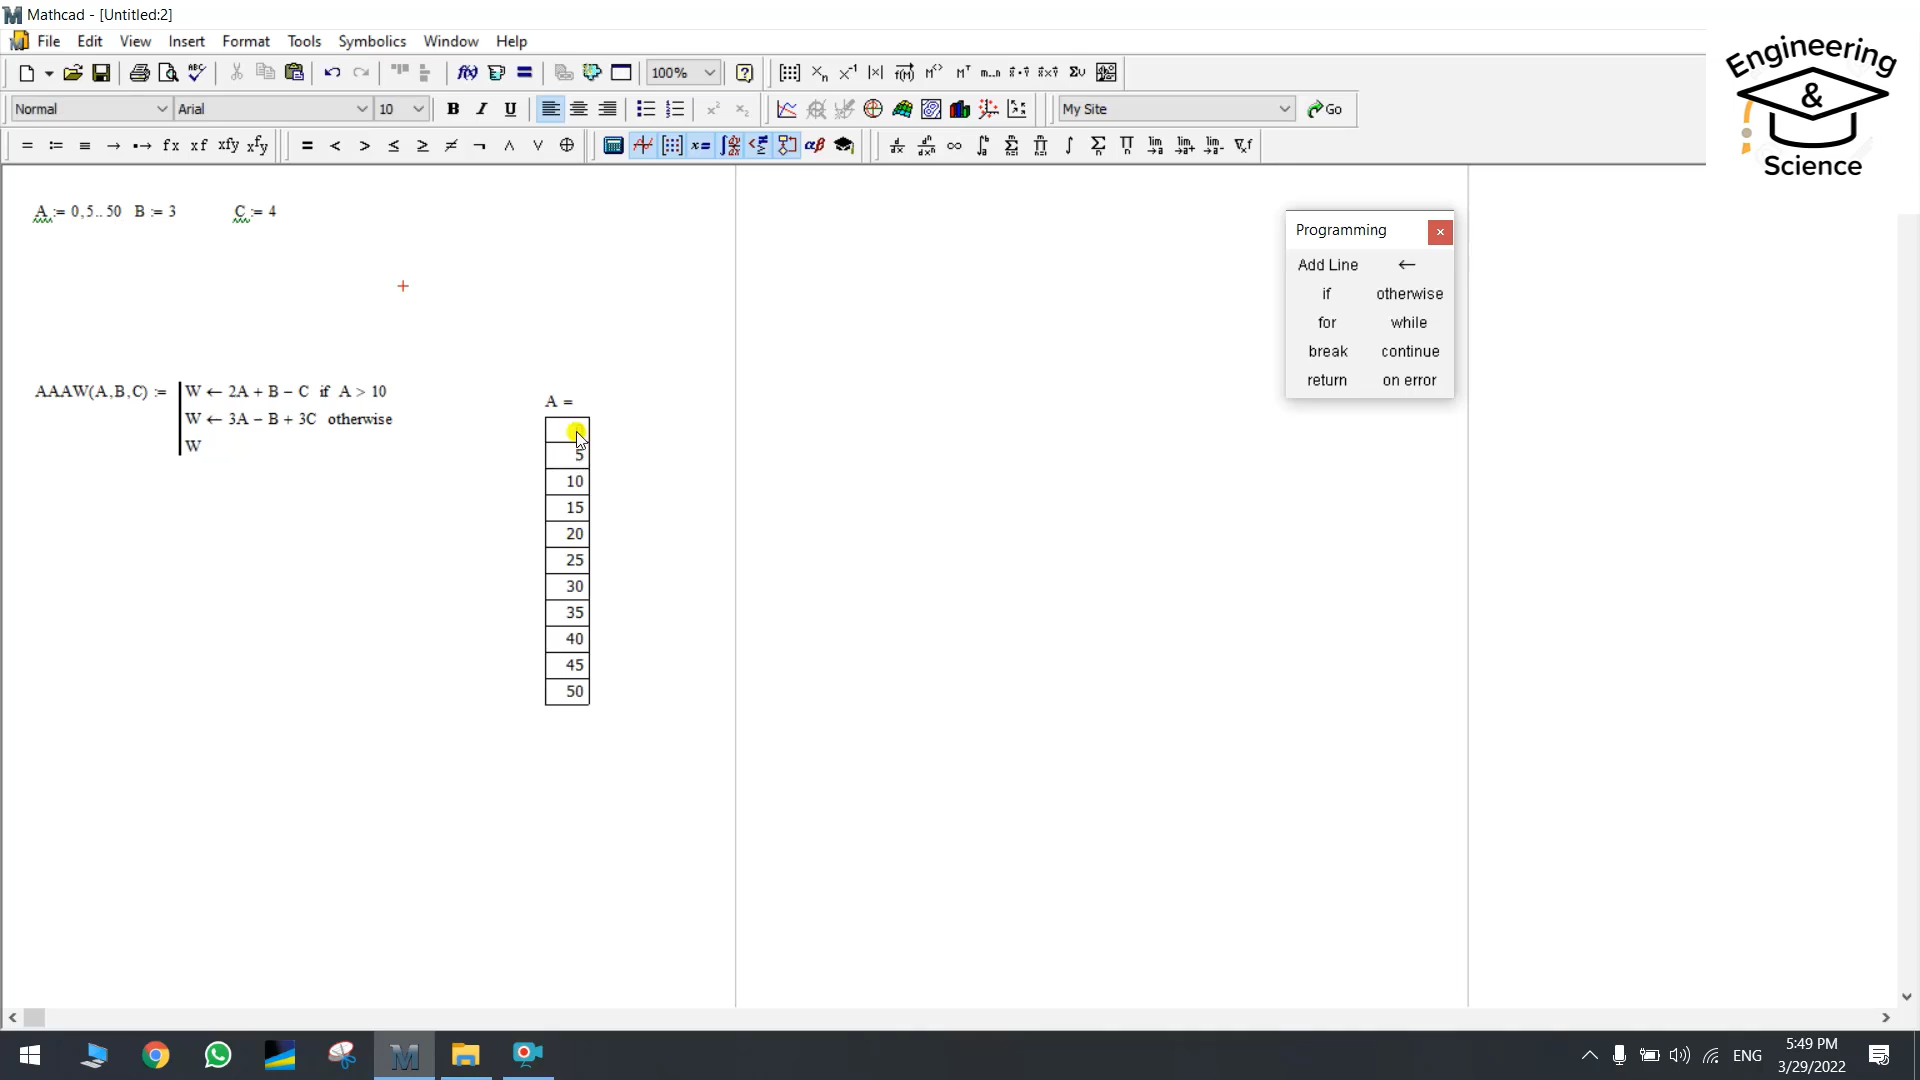 Mathcad - [Untitled:2]
File Edit View Insert Format Tools Symbolics Window Help
100%
Normal Arial 10 B I U My Site Go
Engineering
&
Science
A := 0,5..50 B := 3 C := 4
Programming
Add Line ←
if otherwise
for while
break continue
return on error
AAAW(A,B,C) := W ← 2A + B − C if A > 10
W ← 3A − B + 3C otherwise
W
A =
5
10
15
20
25
30
35
40
45
50
ENG
5:49 PM
3/29/2022